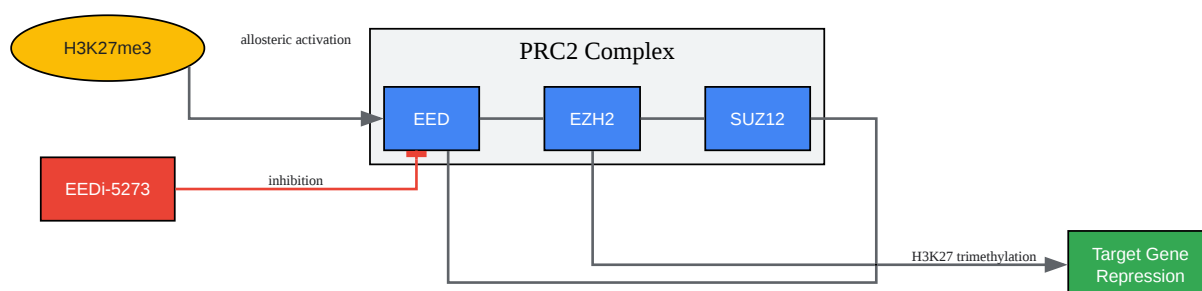 H3K27me3
allosteric activation
PRC2 Complex
EED
EZH2
SUZ12
EEDi-5273
inhibition
H3K27 trimethylation
Target Gene
Repression